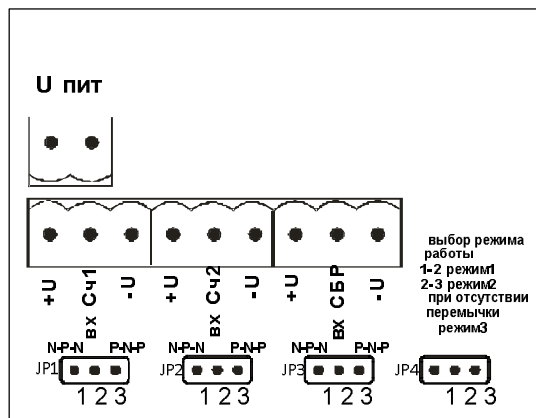 U пит
+U вх Сч1 -U +U вх Сч2 -U +U вх СБР -U
выбор режима
работы
1-2 режим1
2-3 режим2
при отсутствии
перемычки
режим3
N-P-N P-N-P N-P-N P-N-P N-P-N P-N-P
JP1 JP2 JP3 JP4
1 2 3 1 2 3 1 2 3 1 2 3